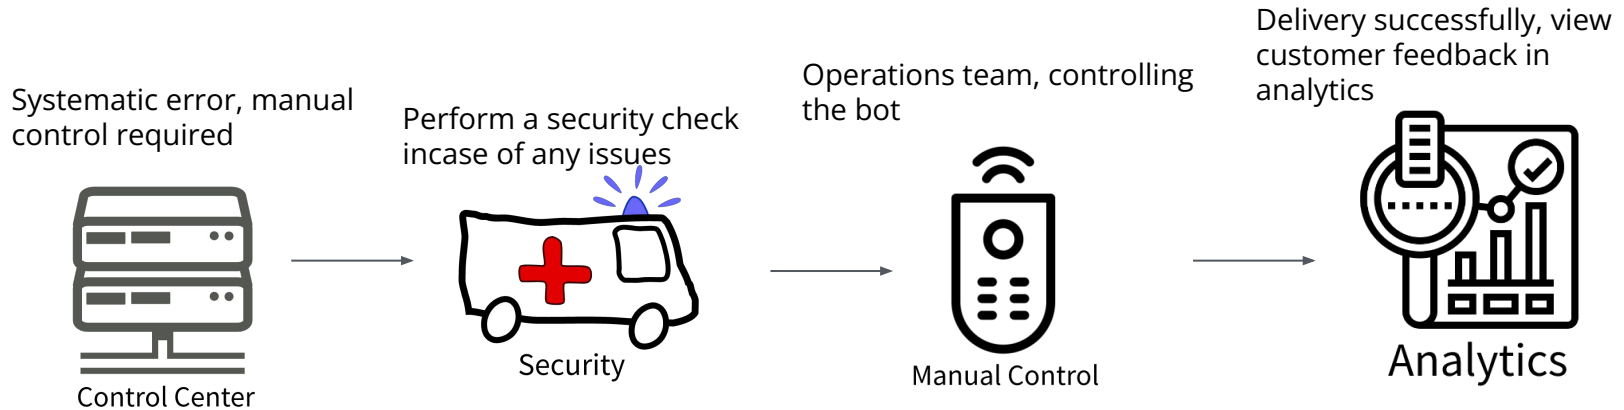 Systematic error, manual
control required
Control Center
Perform a security check
incase of any issues
Security
Operations team, controlling
the bot
Manual Control
Delivery successfully, view
customer feedback in
analytics
Analytics